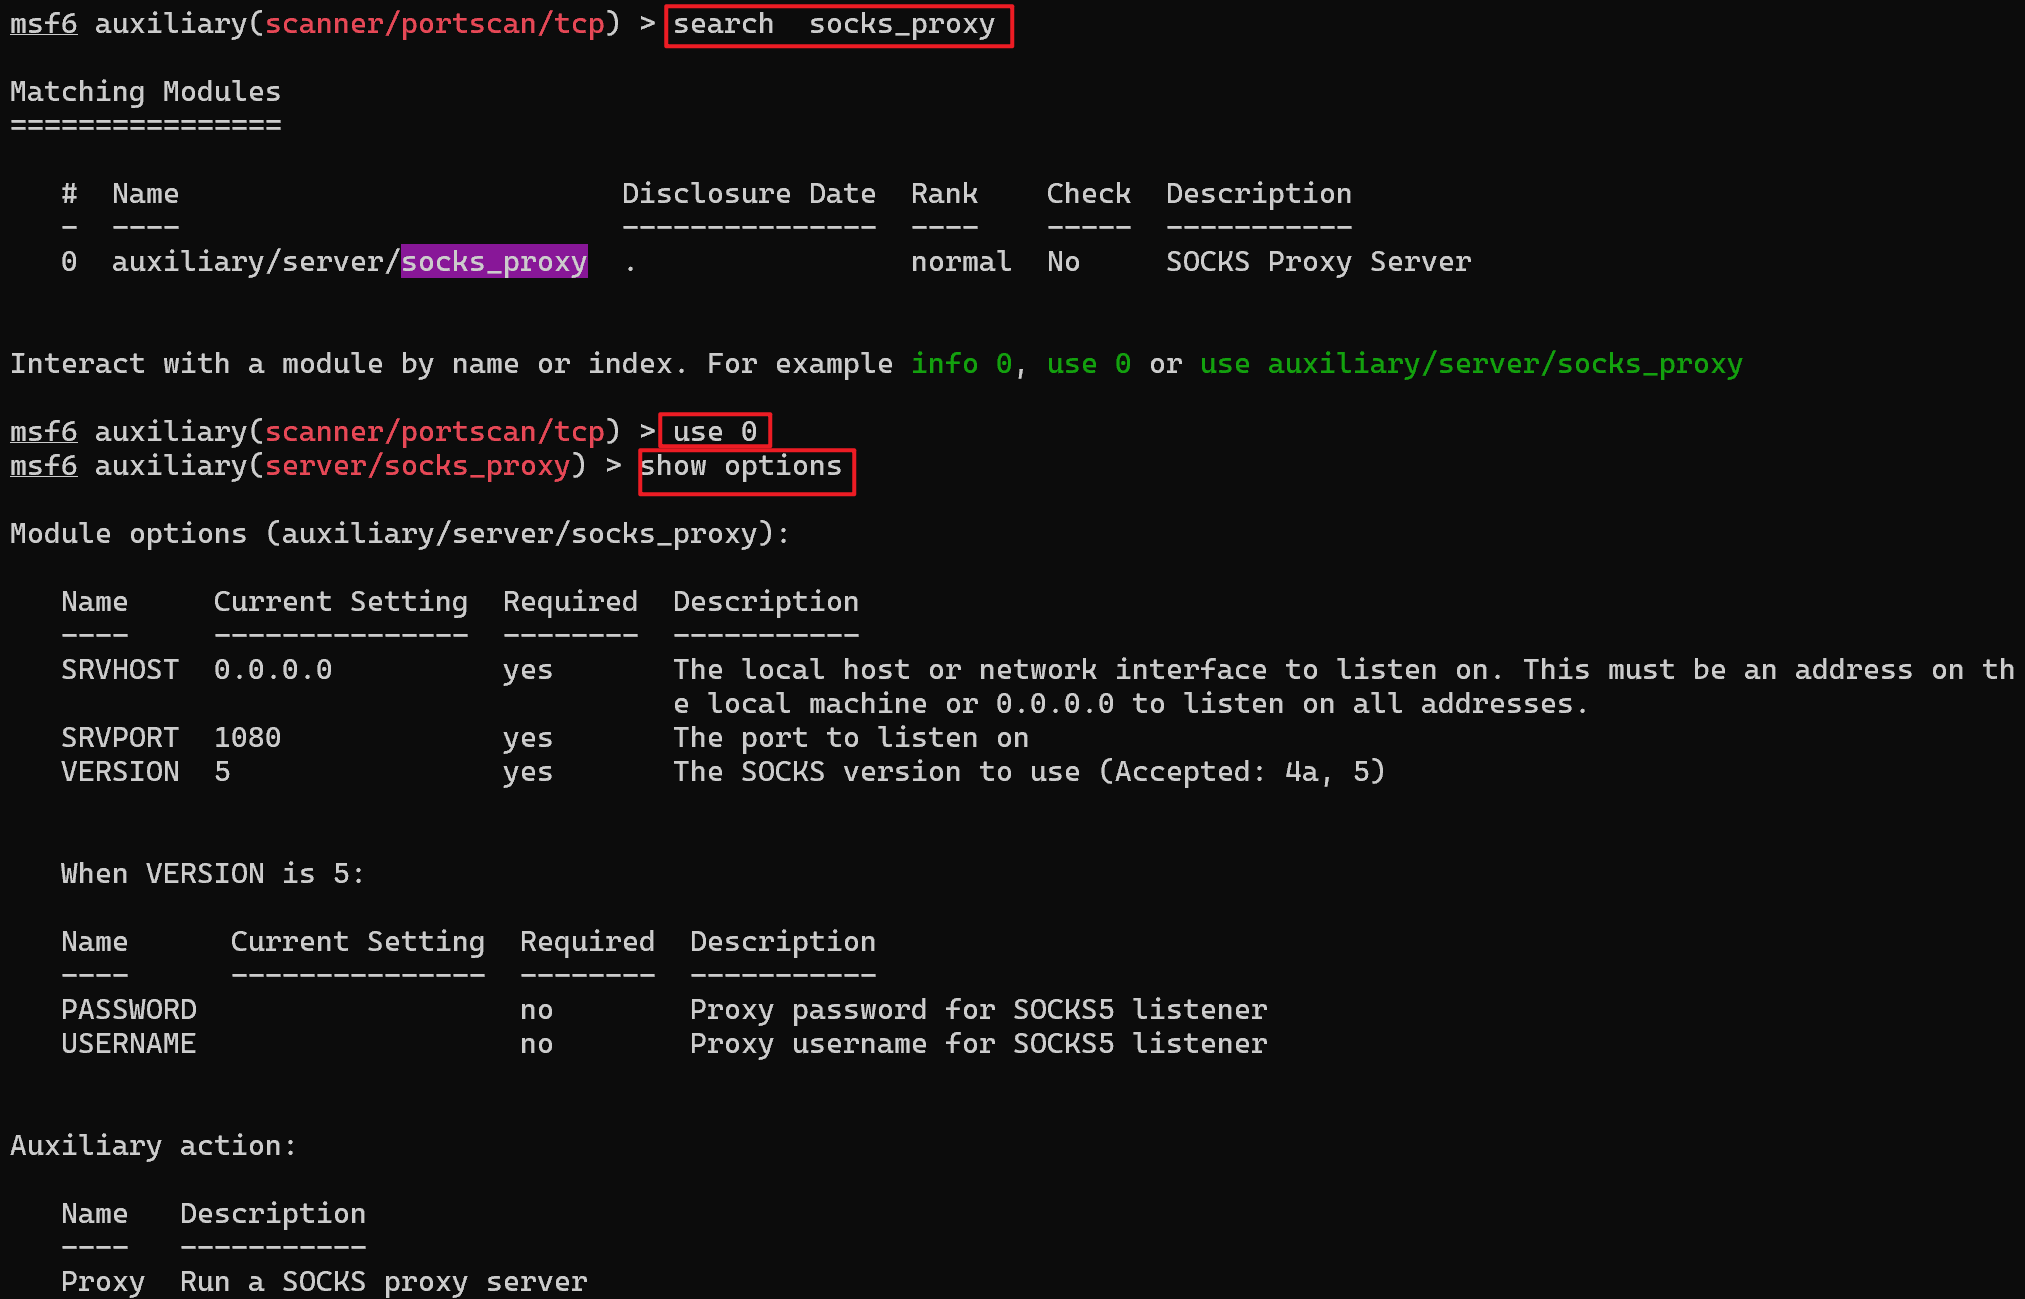 msf6 auxiliary(scanner/portscan/tcp) > search  socks_proxy
Matching Modules
================
#  Name                              Disclosure Date  Rank    Check  Description
-  ----                              ---------------  ----    -----  -----------
0  auxiliary/server/socks_proxy  .                normal  No     SOCKS Proxy Server
Interact with a module by name or index. For example info 0, use 0 or use auxiliary/server/socks_proxy
msf6 auxiliary(scanner/portscan/tcp) > use 0
msf6 auxiliary(server/socks_proxy) > show options
Module options (auxiliary/server/socks_proxy):
Name     Current Setting  Required  Description
----     ---------------  --------  -----------
SRVHOST  0.0.0.0          yes       The local host or network interface to listen on. This must be an address on th
e local machine or 0.0.0.0 to listen on all addresses.
SRVPORT  1080             yes       The port to listen on
VERSION  5                yes       The SOCKS version to use (Accepted: 4a, 5)
When VERSION is 5:
Name      Current Setting  Required  Description
----      ---------------  --------  -----------
PASSWORD                   no        Proxy password for SOCKS5 listener
USERNAME                   no        Proxy username for SOCKS5 listener
Auxiliary action:
Name   Description
----   -----------
Proxy  Run a SOCKS proxy server